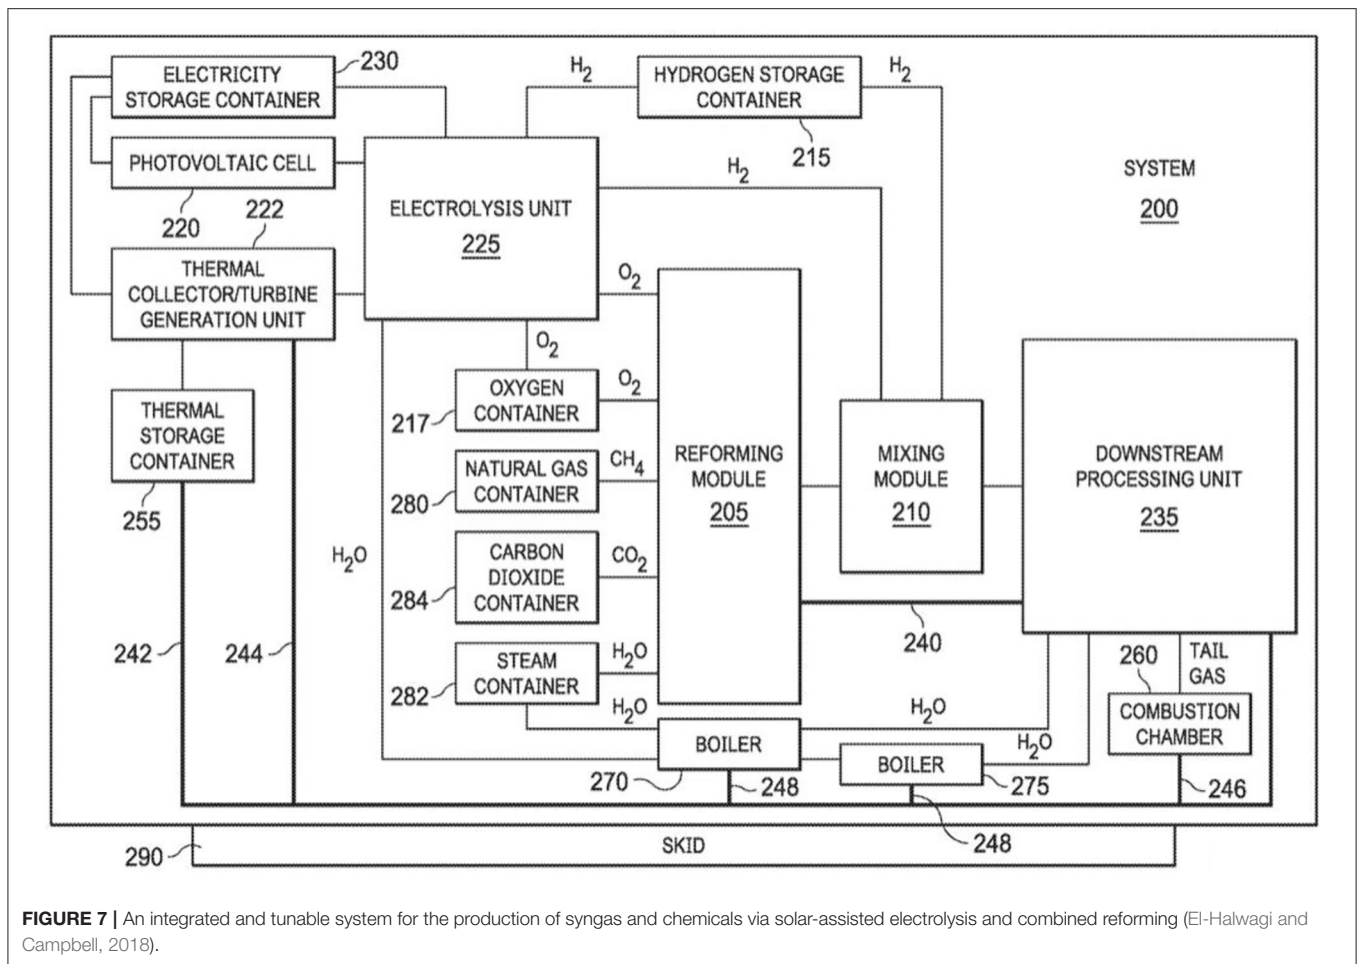 ELECTRICITY
STORAGE CONTAINER
230
PHOTOVOLTAIC CELL
220
222
THERMAL
COLLECTOR/TURBINE
GENERATION UNIT
THERMAL
STORAGE
CONTAINER
255
ELECTROLYSIS UNIT
225
H2
HYDROGEN STORAGE
CONTAINER
H2
215
H2
SYSTEM
200
O2
O2
OXYGEN
CONTAINER
217
O2
NATURAL GAS
CONTAINER
280
CH4
CARBON
DIOXIDE
CONTAINER
284
CO2
STEAM
CONTAINER
282
H2O
H2O
H2O
REFORMING
MODULE
205
MIXING
MODULE
210
DOWNSTREAM
PROCESSING UNIT
235
240
242
244
H2O
H2O
BOILER
270
248
BOILER
275
248
260
TAIL
GAS
COMBUSTION
CHAMBER
246
290
SKID
FIGURE 7 | An integrated and tunable system for the production of syngas and chemicals via solar-assisted electrolysis and combined reforming (El-Halwagi and
Campbell, 2018).